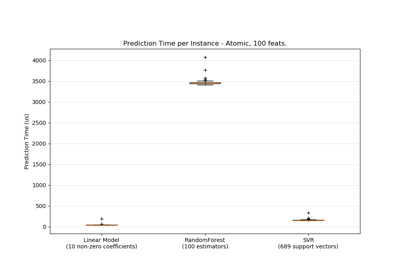 Prediction Time per Instance - Atomic, 100 feats.
4000
3500
3000
2500
2000
1500
1000
500
0
Prediction Time (us)
Linear Model
(10 non-zero coefficients)
RandomForest
(100 estimators)
SVR
(689 support vectors)